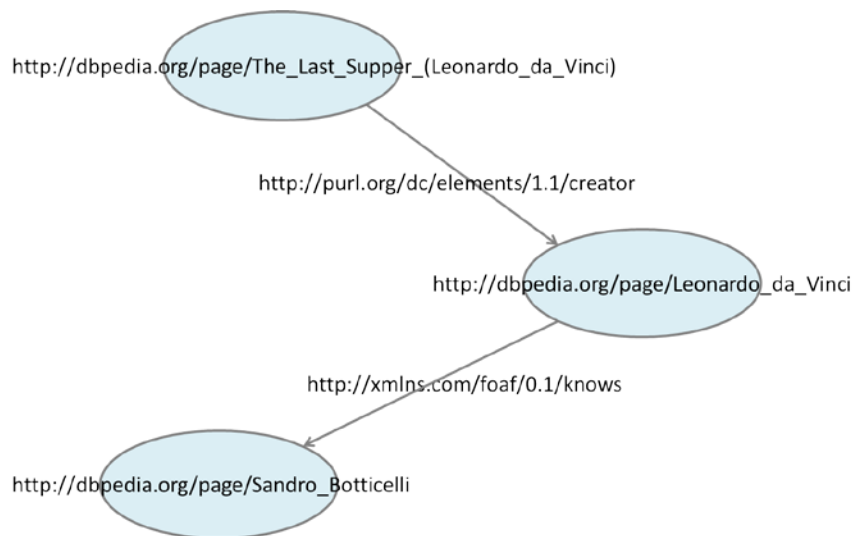 http://dbpedia.org/page/The_Last_Supper_(Leonardo_da_Vinci)
http://purl.org/dc/elements/1.1/creator
http://dbpedia.org/page/Leonardo_da_Vinci
http://xmlns.com/foaf/0.1/knows
http://dbpedia.org/page/Sandro_Botticelli